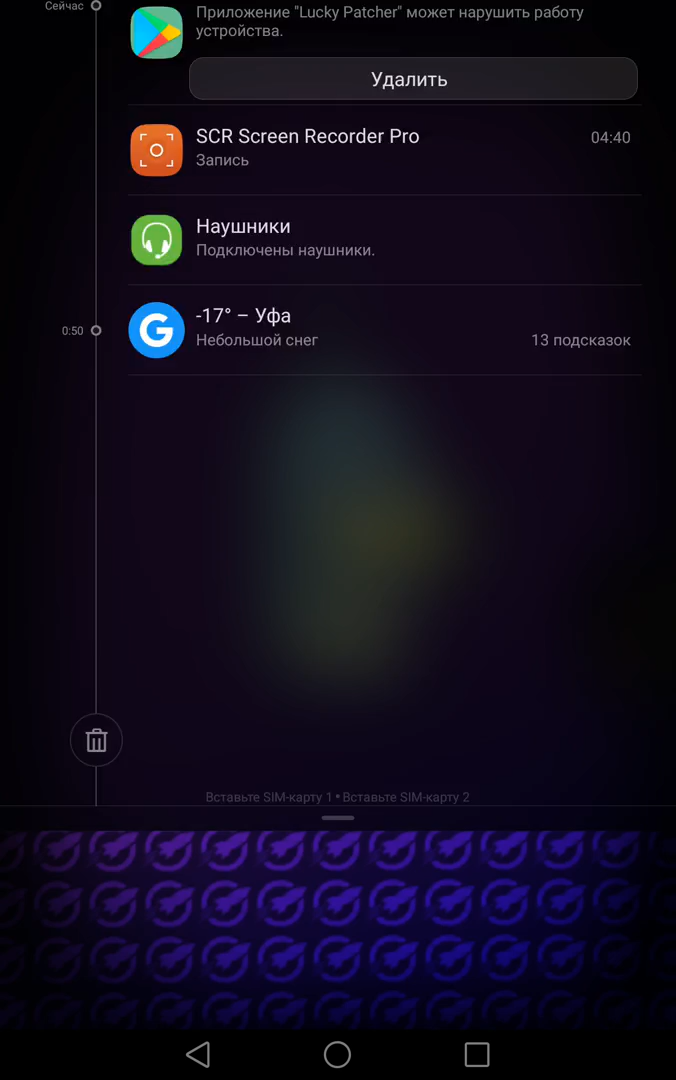 Сейчас
Приложение "Lucky Patcher" может нарушить работу
устройства.
Удалить
SCR Screen Recorder Pro
04:40
Запись
Наушники
Подключены наушники.
0:50
-17° – Уфа
Небольшой снег
13 подсказок
Вставьте SIM-карту 1 • Вставьте SIM-карту 2